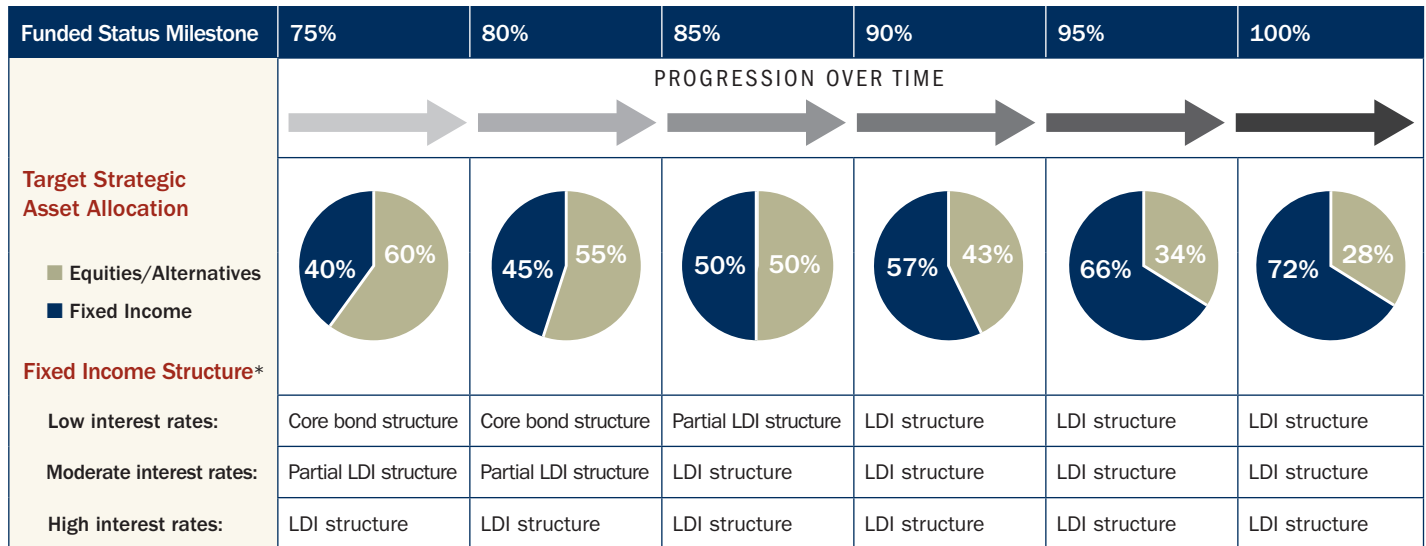 Funded Status Milestone 75% 80% 85% 90% 95% 100%
PROGRESSION OVER TIME
Target Strategic
Asset Allocation
Equities/Alternatives
Fixed Income
40% 60% 45% 55% 50% 50% 57% 43% 66% 34% 72% 28%
Fixed Income Structure*
Low interest rates: Core bond structure Core bond structure Partial LDI structure LDI structure LDI structure LDI structure
Moderate interest rates: Partial LDI structure Partial LDI structure LDI structure LDI structure LDI structure LDI structure
High interest rates: LDI structure LDI structure LDI structure LDI structure LDI structure LDI structure